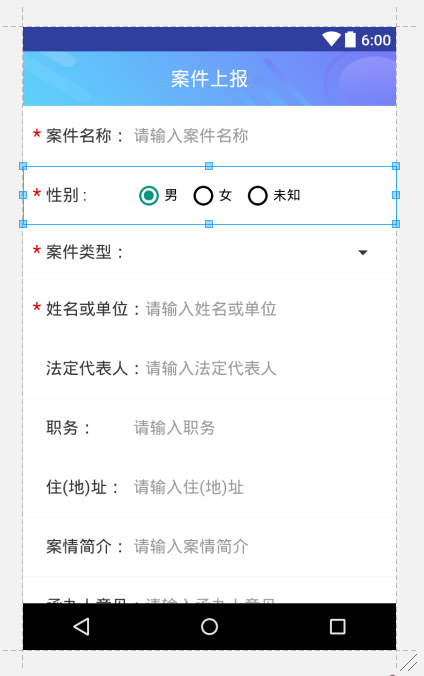 6:00
案件上报
* 案件名称： 请输入案件名称
* 性别： 男 女 未知
* 案件类型：
* 姓名或单位：请输入姓名或单位
法定代表人：请输入法定代表人
职务： 请输入职务
住(地)址： 请输入住(地)址
案情简介： 请输入案情简介